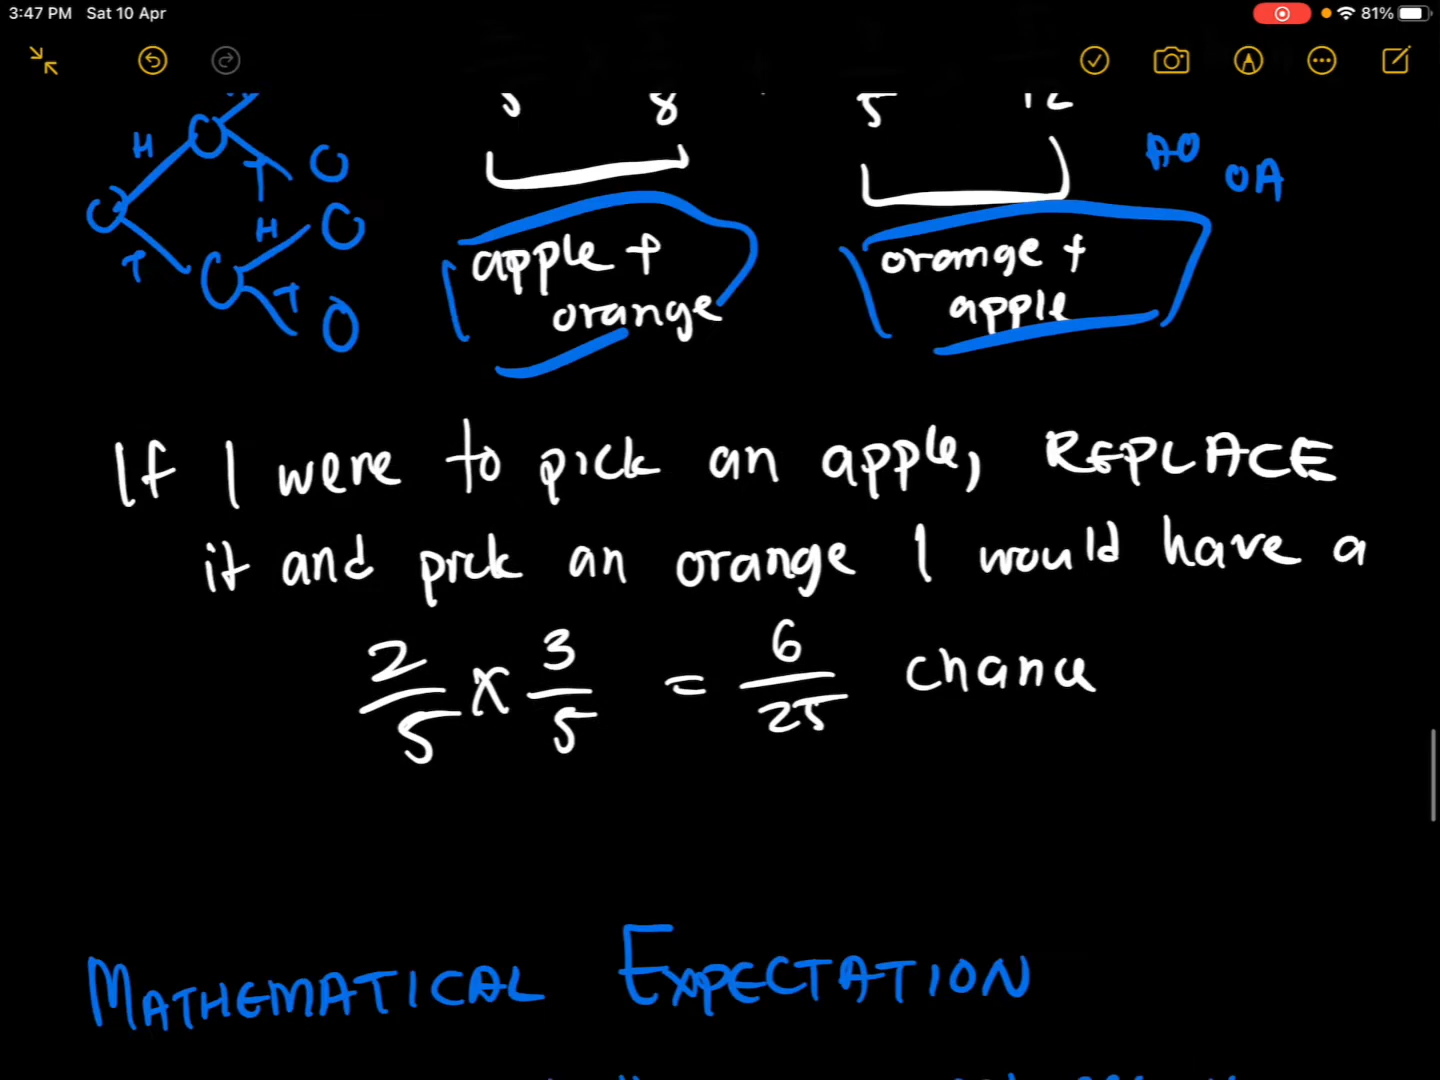 3:47 PM Sat 10 Apr 81%
8 5
H T H T T
AO OA
apple +
orange
orange +
apple
If I were to pick an apple, REPLACE
it and pick an orange I would have a
2/5 x 3/5 = 6/25 chance
MATHEMATICAL EXPECTATION